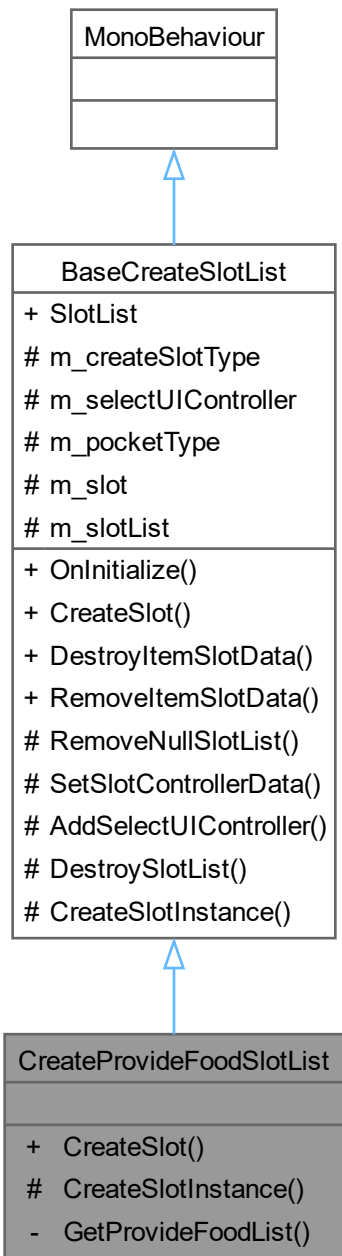 MonoBehaviour
BaseCreateSlotList
+ SlotList
# m_createSlotType
# m_selectUIController
# m_pocketType
# m_slot
# m_slotList
+ OnInitialize()
+ CreateSlot()
+ DestroyItemSlotData()
+ RemoveItemSlotData()
# RemoveNullSlotList()
# SetSlotControllerData()
# AddSelectUIController()
# DestroySlotList()
# CreateSlotInstance()
CreateProvideFoodSlotList
+ CreateSlot()
# CreateSlotInstance()
- GetProvideFoodList()